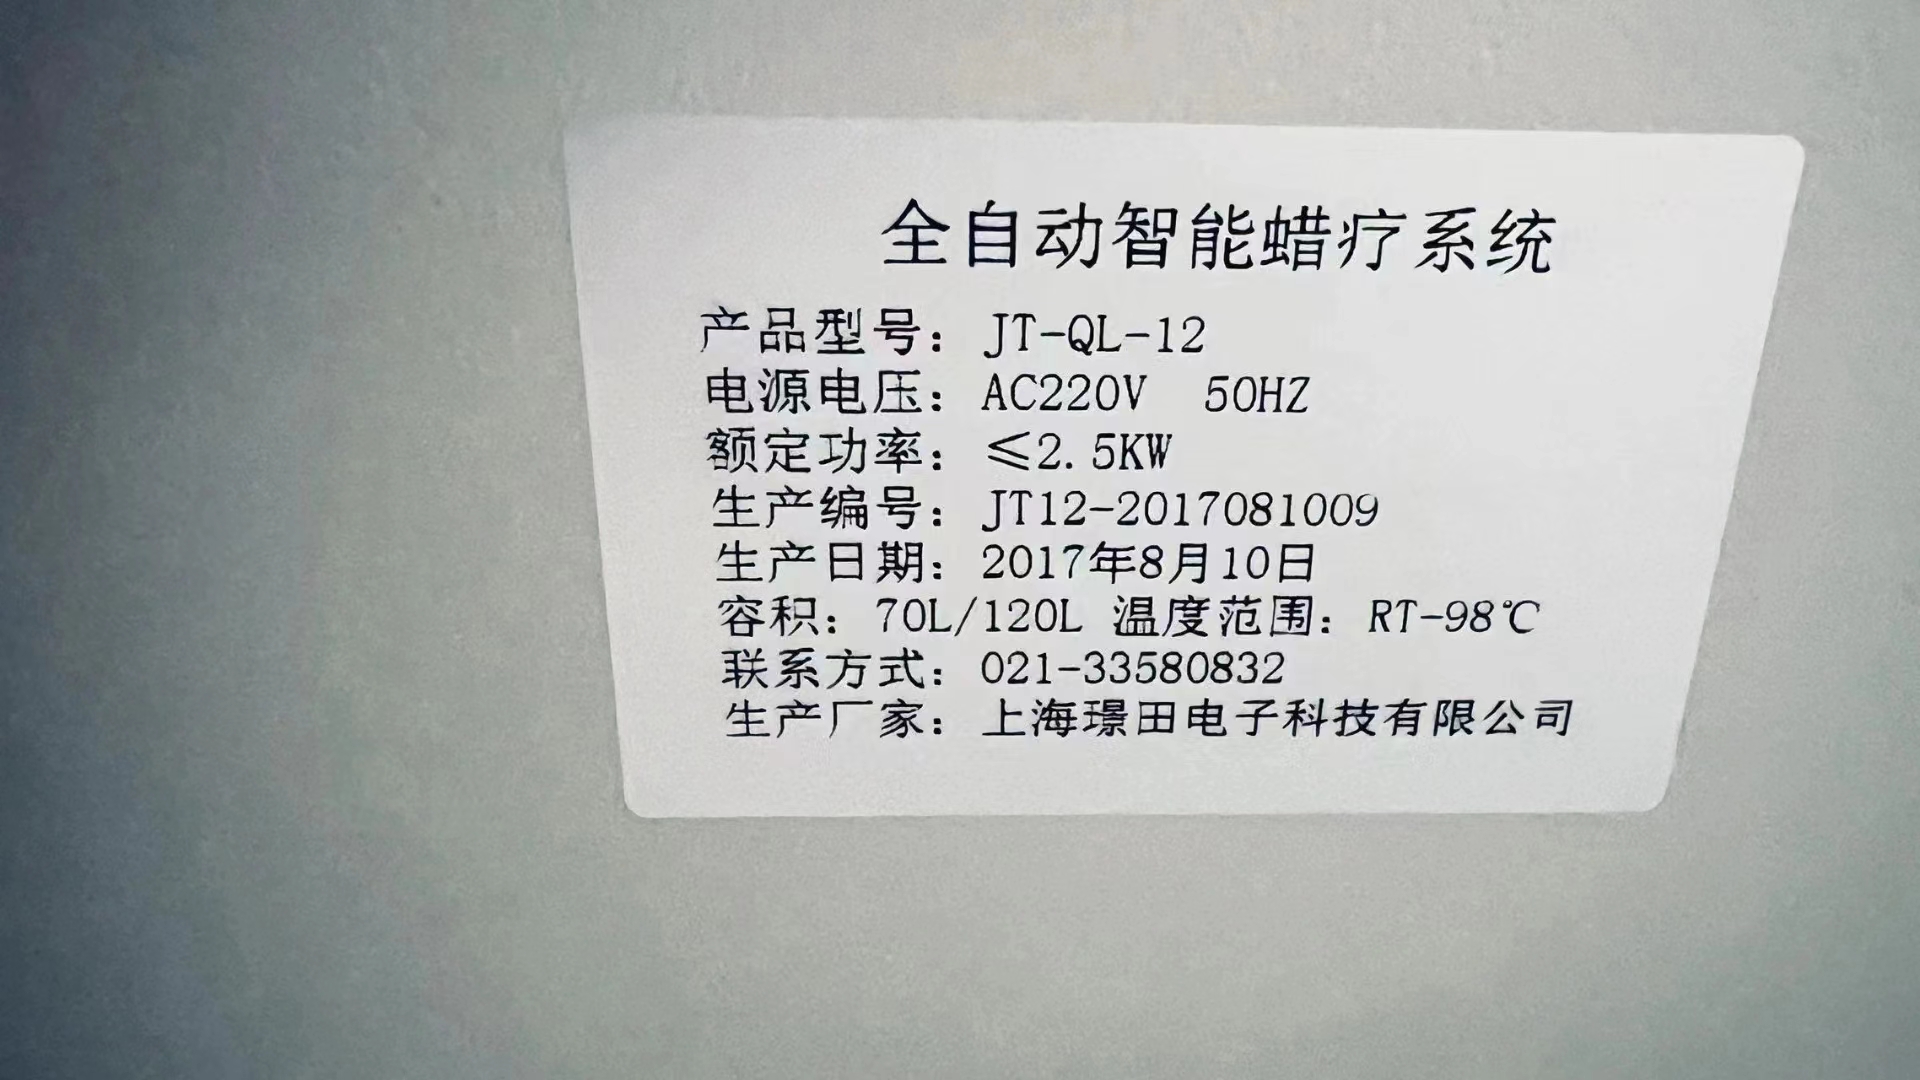 全自动智能蜡疗系统
产品型号：JT-QL-12
电源电压：AC220V 50HZ
额定功率：≤2.5KW
生产编号：JT12-2017081009
生产日期：2017年8月10日
容积：70L/120L 温度范围：RT-98℃
联系方式：021-33580832
生产厂家：上海璟田电子科技有限公司